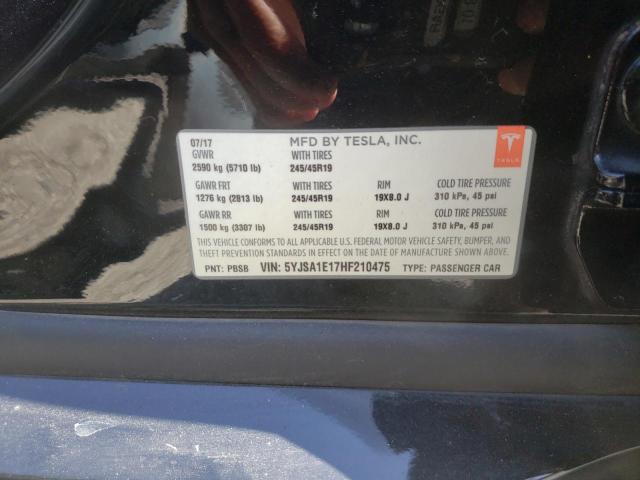 07/17 MFD BY TESLA, INC.
GVWR WITH TIRES
2590 kg (5710 lb) 245/45R19
TESLA
GAWR FRT WITH TIRES RIM COLD TIRE PRESSURE
1276 kg (2813 lb) 245/45R19 19X8.0 J 310 kPa, 45 psi
GAWR RR WITH TIRES RIM COLD TIRE PRESSURE
1500 kg (3307 lb) 245/45R19 19X8.0 J 310 kPa, 45 psi
THIS VEHICLE CONFORMS TO ALL APPLICABLE U.S. FEDERAL MOTOR VEHICLE SAFETY, BUMPER, AND
THEFT PREVENTION STANDARDS IN EFFECT ON THE DATE OF MANUFACTURE SHOWN ABOVE.
PNT: PBSB VIN: 5YJSA1E17HF210475 TYPE: PASSENGER CAR